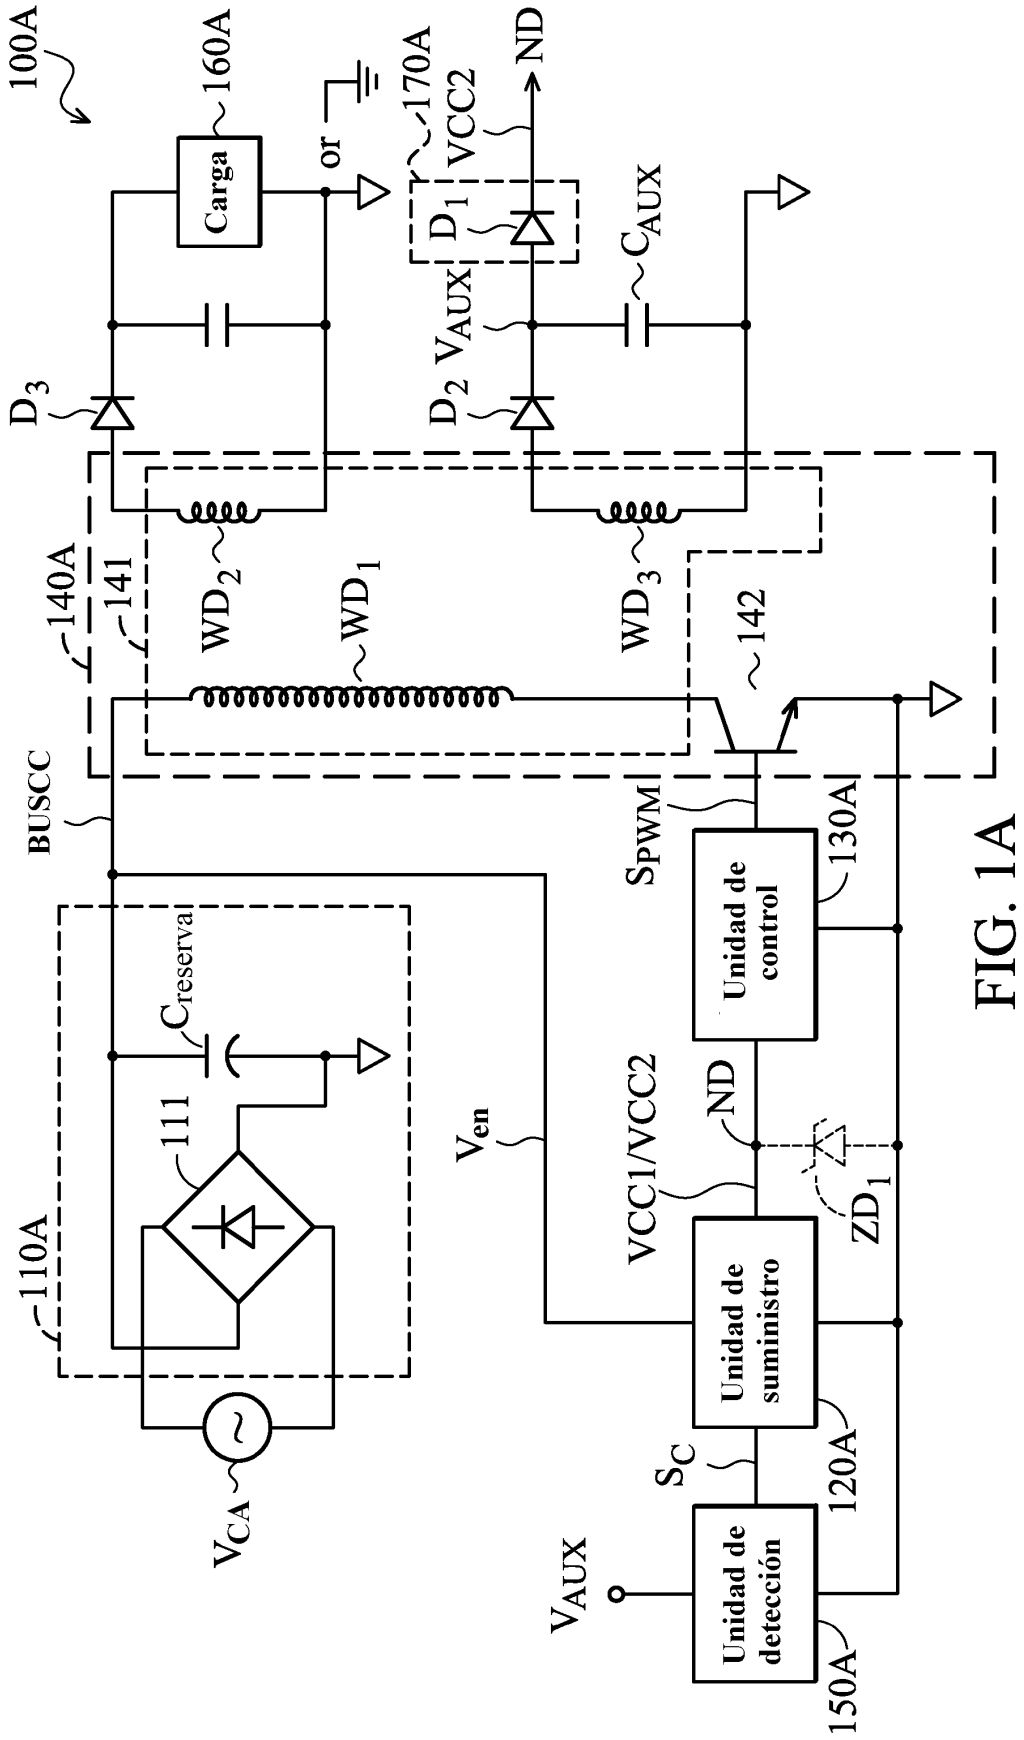 100A
140A
141
D3
Carga
160A
or
110A
BUSCC
Creserva
111
WD2
WD1
170A
VCC2
ND
D1
D2
VAUX
CAUX
WD3
142
VCA
Ven
SPWM
VCC1/VCC2
ND
ZD1
SC
VAUX
Unidad de
detección
150A
Unidad de
suministro
120A
Unidad de
control
130A
FIG. 1A